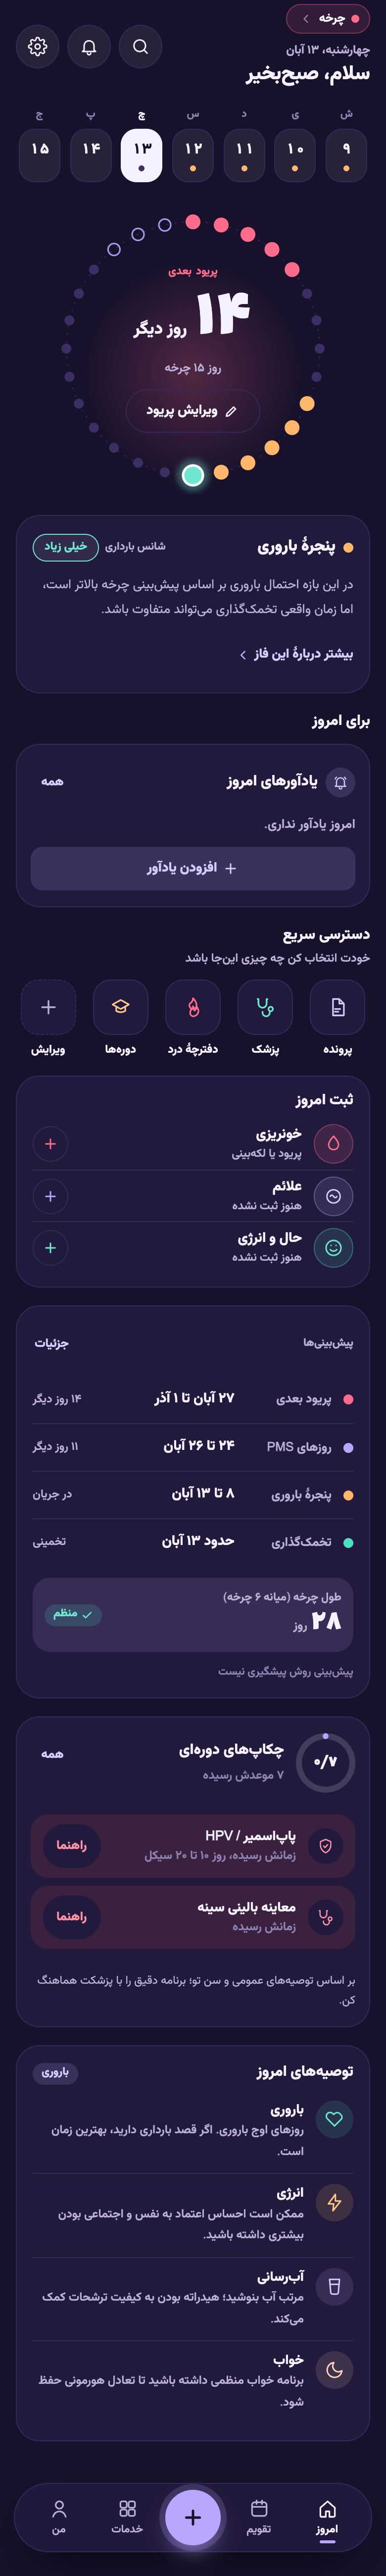 چرخه
چهارشنبه، ۱۳ آبان
سلام، صبح‌بخیر
ش ی د س چ پ ج
۹ ۱۰ ۱۱ ۱۲ ۱۳ ۱۴ ۱۵
پریود بعدی
۱۴ روز دیگر
روز ۱۵ چرخه
ویرایش پریود
پنجرهٔ باروری
شانس بارداری خیلی زیاد
در این بازه احتمال باروری بر اساس پیش‌بینی چرخه بالاتر است،
اما زمان واقعی تخمک‌گذاری می‌تواند متفاوت باشد.
بیشتر دربارهٔ این فاز
برای امروز
یادآورهای امروز
همه
امروز یادآور نداری.
افزودن یادآور
دسترسی سریع
خودت انتخاب کن چه چیزی این‌جا باشد
پرونده پزشک دفترچهٔ درد دوره‌ها ویرایش
ثبت امروز
خونریزی
پریود یا لکه‌بینی
علائم
هنوز ثبت نشده
حال و انرژی
هنوز ثبت نشده
پیش‌بینی‌ها
جزئیات
پریود بعدی ۲۷ آبان تا ۱ آذر ۱۴ روز دیگر
روزهای PMS ۲۴ تا ۲۶ آبان ۱۱ روز دیگر
پنجرهٔ باروری ۸ تا ۱۳ آبان در جریان
تخمک‌گذاری حدود ۱۳ آبان تخمینی
طول چرخه (میانه ۶ چرخه)
۲۸ روز
منظم
پیش‌بینی روش پیشگیری نیست
۰/۷
چکاپ‌های دوره‌ای
۷ موعدش رسیده
همه
پاپ‌اسمیر / HPV
زمانش رسیده، روز ۱۰ تا ۲۰ سیکل
راهنما
معاینه بالینی سینه
زمانش رسیده
راهنما
بر اساس توصیه‌های عمومی و سن تو؛ برنامه دقیق را با پزشکت هماهنگ
کن.
توصیه‌های امروز
باروری
باروری
روزهای اوج باروری. اگر قصد بارداری دارید، بهترین زمان
است.
انرژی
ممکن است احساس اعتماد به نفس و اجتماعی بودن
بیشتری داشته باشید.
آب‌رسانی
مرتب آب بنوشید؛ هیدراته بودن به کیفیت ترشحات کمک
می‌کند.
خواب
برنامه خواب منظمی داشته باشید تا تعادل هورمونی حفظ
شود.
امروز تقویم خدمات من